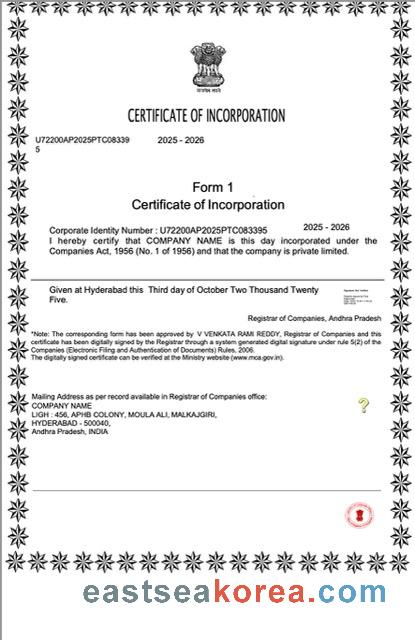 CERTIFICATE OF INCORPORATION
U72200AP2025PTC08339
5
2025 - 2026
Form 1
Certificate of Incorporation
Corporate Identity Number : U72200AP2025PTC083395
2025 - 2026
I hereby certify that COMPANY NAME is this day incorporated under the
Companies Act, 1956 (No. 1 of 1956) and that the company is private limited.
Given at Hyderabad this Third day of October Two Thousand Twenty
Five.
Registrar of Companies, Andhra Pradesh
*Note: The corresponding form has been approved by V VENKATA RAMI REDDY, Registrar of Companies and this
certificate has been digitally signed by the Registrar through a system generated digital signature under rule 5(2) of the
Companies (Electronic Filing and Authentication of Documents) Rules, 2006.
The digitally signed certificate can be verified at the Ministry website (www.mca.gov.in).
Mailing Address as per record available in Registrar of Companies office:
COMPANY NAME
LIGH : 456, APHB COLONY, MOULA ALI, MALKAJGIRI,
HYDERABAD - 500040,
Andhra Pradesh, INDIA
?
eastseakorea.com